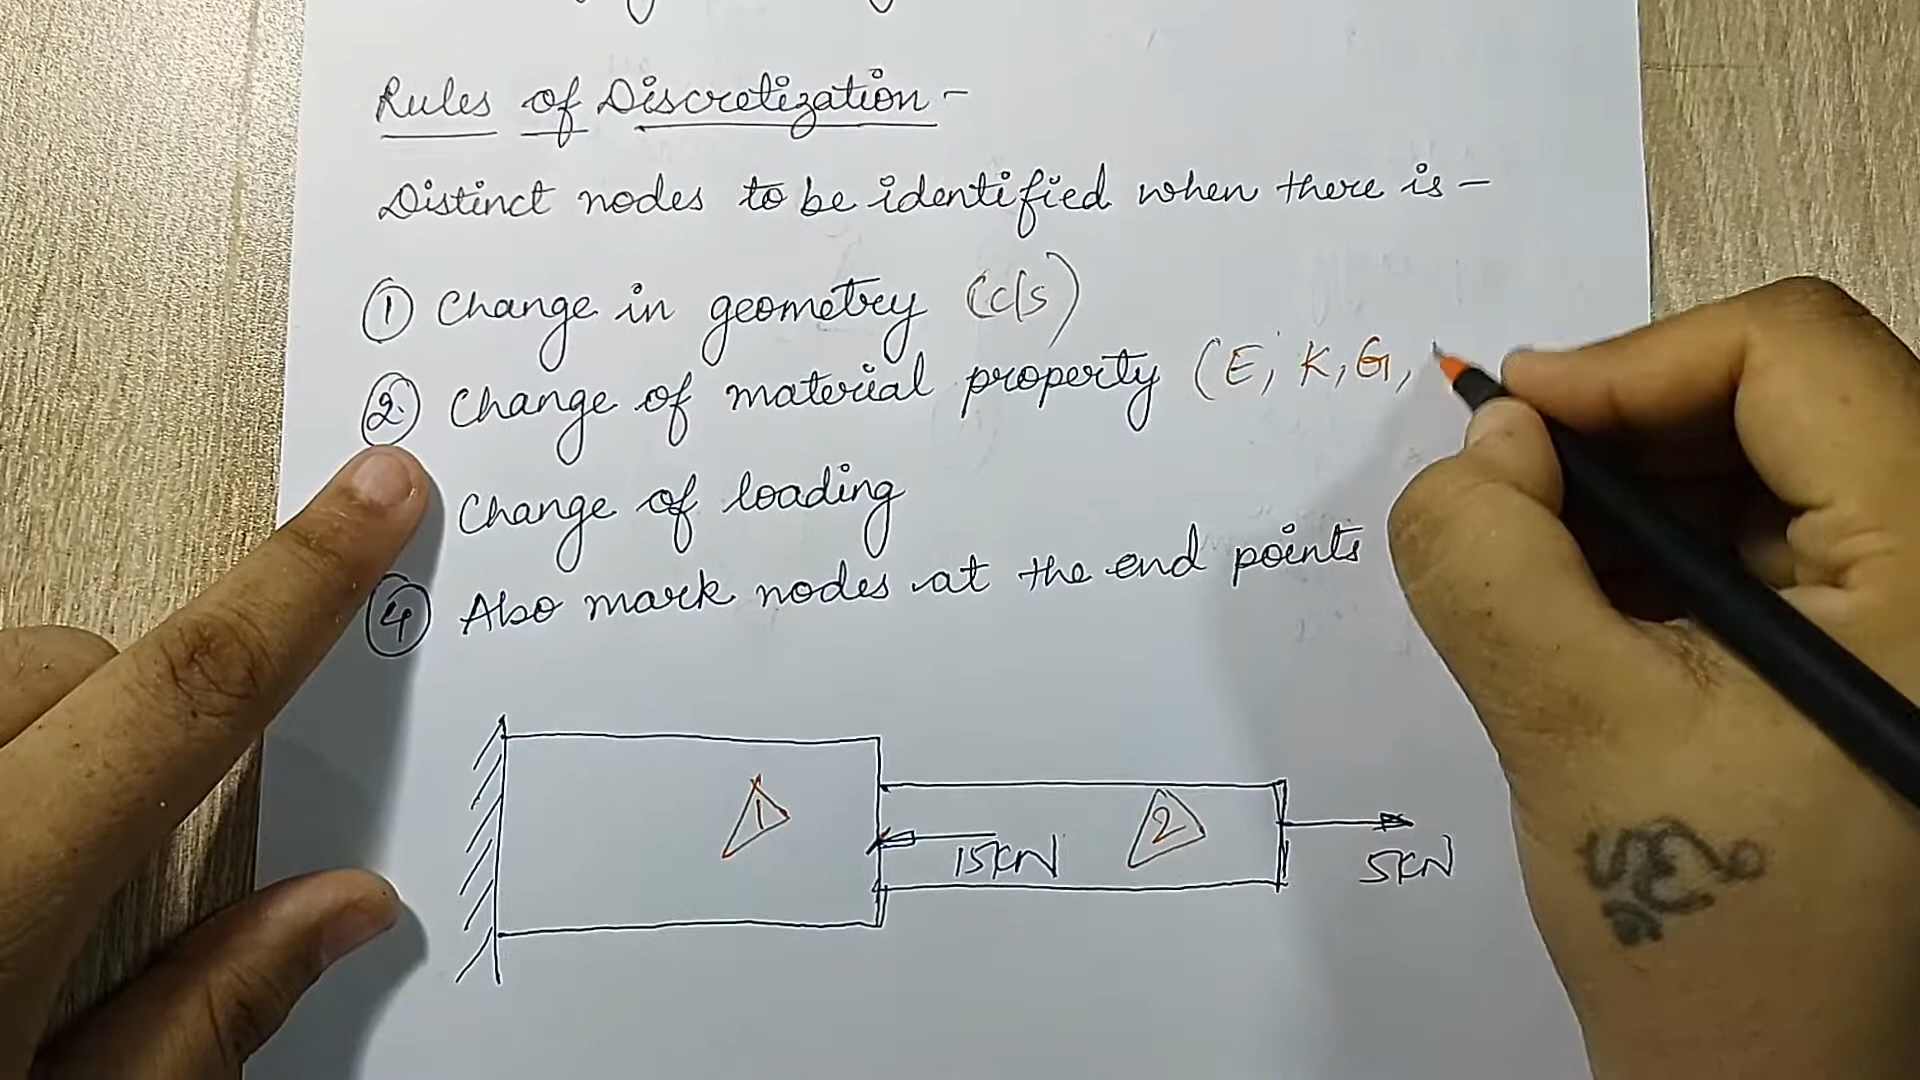 Rules of Discretization -
Distinct nodes to be identified when there is -
① Change in geometry (c/s)
② Change of material property (E, K, G,
Change of loading
④ Also mark nodes at the end points
1
2
15KN
5KN